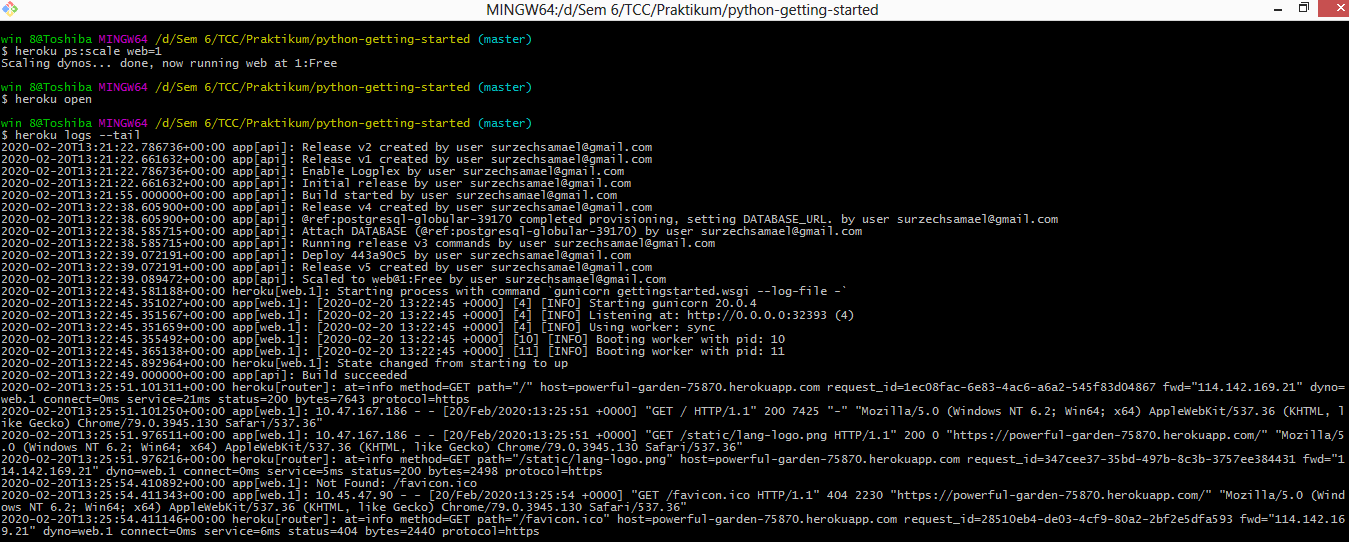 MINGW64:/d/Sem 6/TCC/Praktikum/python-getting-started
win 8@Toshiba MINGW64 /d/Sem 6/TCC/Praktikum/python-getting-started (master)
$ heroku ps:scale web=1
Scaling dynos... done, now running web at 1:Free
win 8@Toshiba MINGW64 /d/Sem 6/TCC/Praktikum/python-getting-started (master)
$ heroku open
win 8@Toshiba MINGW64 /d/Sem 6/TCC/Praktikum/python-getting-started (master)
$ heroku logs --tail
2020-02-20T13:21:22.786736+00:00 app[api]: Release v2 created by user surzechsamael@gmail.com
2020-02-20T13:21:22.661632+00:00 app[api]: Release v1 created by user surzechsamael@gmail.com
2020-02-20T13:21:22.786736+00:00 app[api]: Enable Logplex by user surzechsamael@gmail.com
2020-02-20T13:21:22.661632+00:00 app[api]: Initial release by user surzechsamael@gmail.com
2020-02-20T13:21:55.000000+00:00 app[api]: Build started by user surzechsamael@gmail.com
2020-02-20T13:22:38.605900+00:00 app[api]: Release v4 created by user surzechsamael@gmail.com
2020-02-20T13:22:38.605900+00:00 app[api]: @ref:postgresql-globular-39170 completed provisioning, setting DATABASE_URL. by user surzechsamael@gmail.com
2020-02-20T13:22:38.585715+00:00 app[api]: Attach DATABASE (@ref:postgresql-globular-39170) by user surzechsamael@gmail.com
2020-02-20T13:22:38.585715+00:00 app[api]: Running release v3 commands by user surzechsamael@gmail.com
2020-02-20T13:22:39.072191+00:00 app[api]: Deploy 443a90c5 by user surzechsamael@gmail.com
2020-02-20T13:22:39.072191+00:00 app[api]: Release v5 created by user surzechsamael@gmail.com
2020-02-20T13:22:39.089472+00:00 app[api]: Scaled to web@1:Free by user surzechsamael@gmail.com
2020-02-20T13:22:43.581188+00:00 heroku[web.1]: Starting process with command `gunicorn gettingstarted.wsgi --log-file -`
2020-02-20T13:22:45.351027+00:00 app[web.1]: [2020-02-20 13:22:45 +0000] [4] [INFO] Starting gunicorn 20.0.4
2020-02-20T13:22:45.351567+00:00 app[web.1]: [2020-02-20 13:22:45 +0000] [4] [INFO] Listening at: http://0.0.0.0:32393 (4)
2020-02-20T13:22:45.351659+00:00 app[web.1]: [2020-02-20 13:22:45 +0000] [4] [INFO] Using worker: sync
2020-02-20T13:22:45.355492+00:00 app[web.1]: [2020-02-20 13:22:45 +0000] [10] [INFO] Booting worker with pid: 10
2020-02-20T13:22:45.365138+00:00 app[web.1]: [2020-02-20 13:22:45 +0000] [11] [INFO] Booting worker with pid: 11
2020-02-20T13:22:45.892964+00:00 heroku[web.1]: State changed from starting to up
2020-02-20T13:22:49.000000+00:00 app[api]: Build succeeded
2020-02-20T13:25:51.101311+00:00 heroku[router]: at=info method=GET path="/" host=powerful-garden-75870.herokuapp.com request_id=1ec08fac-6e83-4ac6-a6a2-545f83d04867 fwd="114.142.169.21" dyno=
web.1 connect=0ms service=21ms status=200 bytes=7643 protocol=https
2020-02-20T13:25:51.101250+00:00 app[web.1]: 10.47.167.186 - - [20/Feb/2020:13:25:51 +0000] "GET / HTTP/1.1" 200 7425 "-" "Mozilla/5.0 (Windows NT 6.2; Win64; x64) AppleWebKit/537.36 (KHTML, l
ike Gecko) Chrome/79.0.3945.130 Safari/537.36"
2020-02-20T13:25:51.976511+00:00 app[web.1]: 10.47.167.186 - - [20/Feb/2020:13:25:51 +0000] "GET /static/lang-logo.png HTTP/1.1" 200 0 "https://powerful-garden-75870.herokuapp.com/" "Mozilla/5
.0 (Windows NT 6.2; Win64; x64) AppleWebKit/537.36 (KHTML, like Gecko) Chrome/79.0.3945.130 Safari/537.36"
2020-02-20T13:25:51.976216+00:00 heroku[router]: at=info method=GET path="/static/lang-logo.png" host=powerful-garden-75870.herokuapp.com request_id=347cee37-35bd-497b-8c3b-3757ee384431 fwd="1
14.142.169.21" dyno=web.1 connect=0ms service=5ms status=200 bytes=2498 protocol=https
2020-02-20T13:25:54.410892+00:00 app[web.1]: Not Found: /favicon.ico
2020-02-20T13:25:54.411343+00:00 app[web.1]: 10.45.47.90 - - [20/Feb/2020:13:25:54 +0000] "GET /favicon.ico HTTP/1.1" 404 2230 "https://powerful-garden-75870.herokuapp.com/" "Mozilla/5.0 (Wind
ows NT 6.2; Win64; x64) AppleWebKit/537.36 (KHTML, like Gecko) Chrome/79.0.3945.130 Safari/537.36"
2020-02-20T13:25:54.411146+00:00 heroku[router]: at=info method=GET path="/favicon.ico" host=powerful-garden-75870.herokuapp.com request_id=28510eb4-de03-4cf9-80a2-2bf2e5dfa593 fwd="114.142.16
9.21" dyno=web.1 connect=0ms service=6ms status=404 bytes=2440 protocol=https